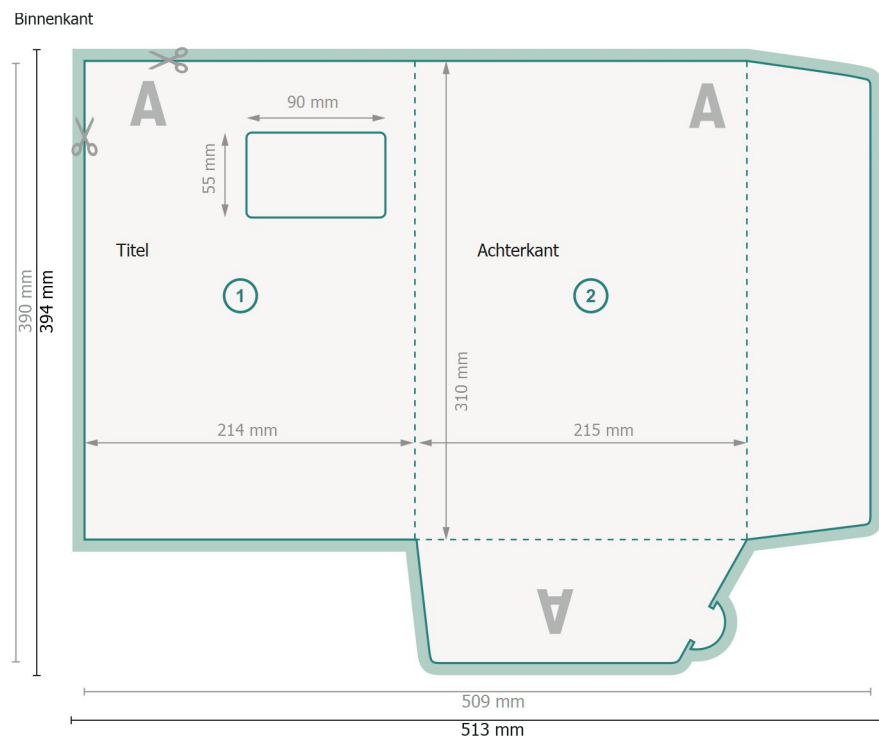 Binnenkant
A
A
90 mm
55 mm
Titel
Achterkant
1
2
390 mm
394 mm
310 mm
214 mm
215 mm
A
509 mm
513 mm